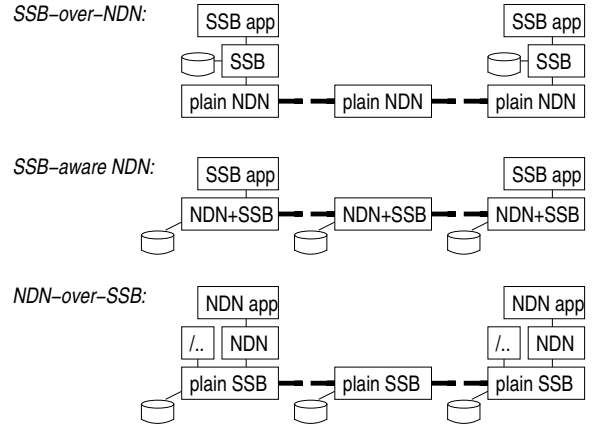 SSB−over−NDN:
SSB app
SSB app
SSB
SSB
plain NDN
plain NDN
plain NDN
SSB−aware NDN:
SSB app
SSB app
NDN+SSB
NDN+SSB
NDN+SSB
NDN−over−SSB:
NDN app
NDN app
/..
NDN
/..
NDN
plain SSB
plain SSB
plain SSB